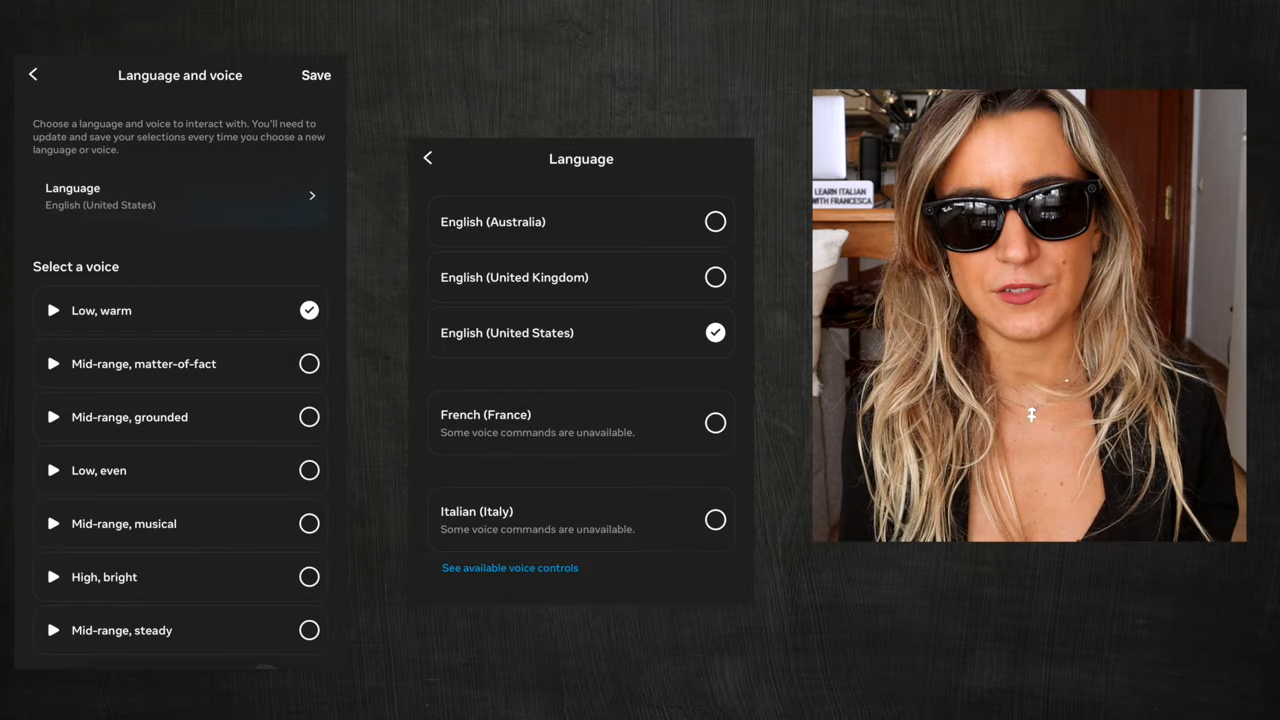 Language and voice
Save
Choose a language and voice to interact with. You'll need to
update and save your selections every time you choose a new
language or voice.
Language
English (United States)
Select a voice
Low, warm
Mid-range, matter-of-fact
Mid-range, grounded
Low, even
Mid-range, musical
High, bright
Mid-range, steady
Language
English (Australia)
English (United Kingdom)
English (United States)
French (France)
Some voice commands are unavailable.
Italian (Italy)
Some voice commands are unavailable.
See available voice controls
LEARN ITALIAN
WITH FRANCESCA
Ray-Ban